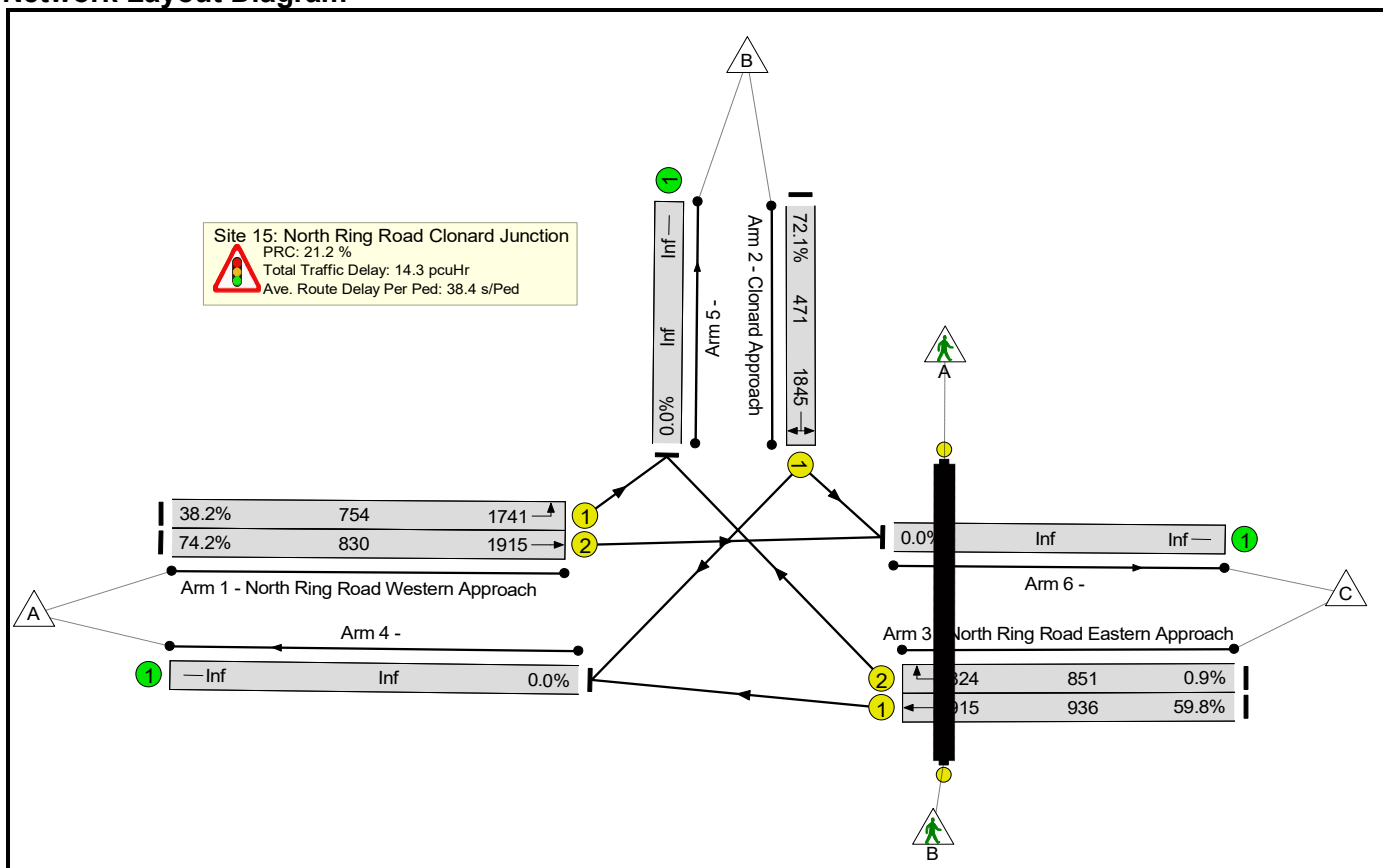 Network Layout Diagram
B
Site 15: North Ring Road Clonard Junction
PRC: 21.2 %
Total Traffic Delay: 14.3 pcuHr
Ave. Route Delay Per Ped: 38.4 s/Ped
1
Inf
Inf
0.0%
Arm 5 -
Arm 2 - Clonard Approach
72.1% 471 1845
1
A
38.2% 754 1741 1
74.2% 830 1915 2
Arm 1 - North Ring Road Western Approach
A
Arm 4 -
1 Inf Inf 0.0%
0.0% Inf Inf 1
Arm 6 -
C
Arm 3 North Ring Road Eastern Approach
2 851 0.9%
1 936 59.8%
B